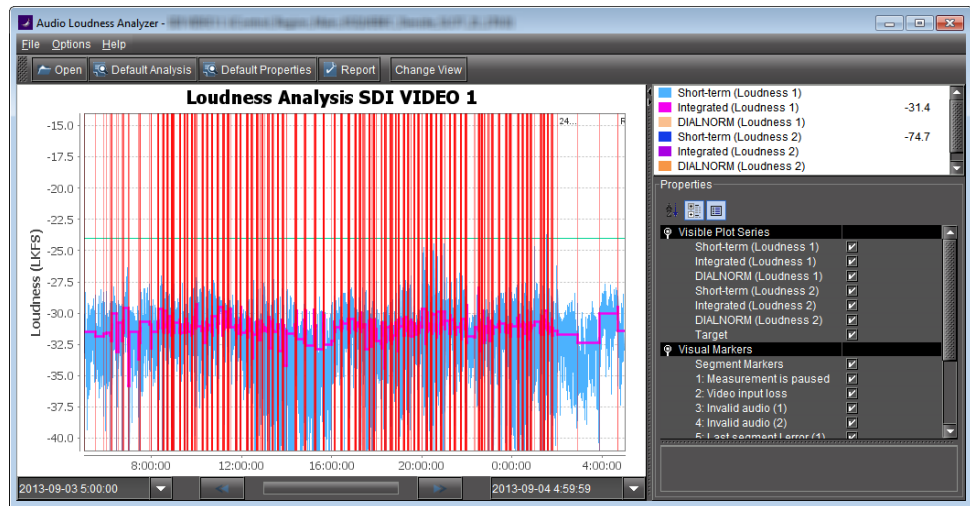 Audio Loudness Analyzer -
File Options Help
Open Default Analysis Default Properties Report Change View
Loudness Analysis SDI VIDEO 1
Loudness (LKFS)
-15.0
-17.5
-20.0
-22.5
-25.0
-27.5
-30.0
-32.5
-35.0
-37.5
-40.0
24... R
8:00:00 12:00:00 16:00:00 20:00:00 0:00:00 4:00:00
2013-09-03 5:00:00 2013-09-04 4:59:59
Short-term (Loudness 1)
Integrated (Loudness 1) -31.4
DIALNORM (Loudness 1)
Short-term (Loudness 2) -74.7
Integrated (Loudness 2)
DIALNORM (Loudness 2)
Properties
Visible Plot Series
Short-term (Loudness 1)
Integrated (Loudness 1)
DIALNORM (Loudness 1)
Short-term (Loudness 2)
Integrated (Loudness 2)
DIALNORM (Loudness 2)
Target
Visual Markers
Segment Markers
1: Measurement is paused
2: Video input loss
3: Invalid audio (1)
4: Invalid audio (2)
5: Last segment I error (1)